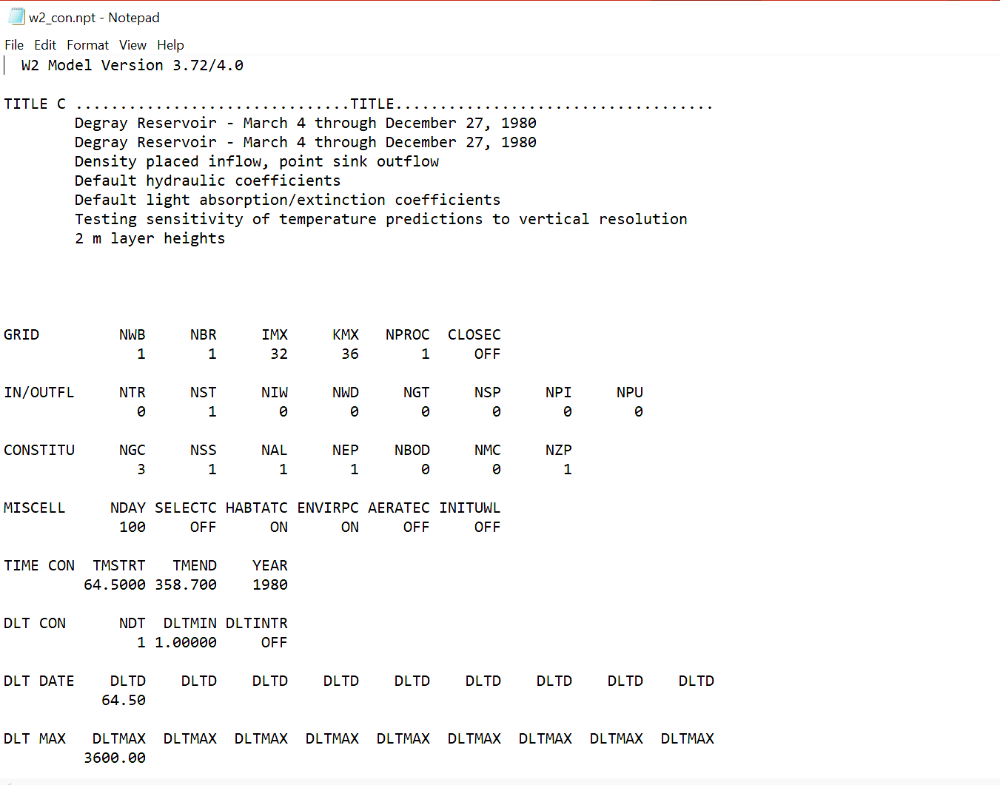 w2_con.npt - Notepad
File Edit Format View Help
W2 Model Version 3.72/4.0
TITLE C ...............................TITLE....................................
Degray Reservoir - March 4 through December 27, 1980
Degray Reservoir - March 4 through December 27, 1980
Density placed inflow, point sink outflow
Default hydraulic coefficients
Default light absorption/extinction coefficients
Testing sensitivity of temperature predictions to vertical resolution
2 m layer heights
GRID         NWB     NBR     IMX     KMX   NPROC  CLOSEC
               1       1      32      36       1     OFF
IN/OUTFL     NTR     NST     NIW     NWD     NGT     NSP     NPI     NPU
               0       1       0       0       0       0       0       0
CONSTITU     NGC     NSS     NAL     NEP    NBOD     NMC     NZP
               3       1       1       1       0       0       1
MISCELL     NDAY SELECTC HABTATC ENVIRPC AERATEC INITUWL
             100     OFF      ON      ON     OFF     OFF
TIME CON  TMSTRT   TMEND    YEAR
         64.5000 358.700    1980
DLT CON      NDT  DLTMIN DLTINTR
               1 1.00000     OFF
DLT DATE    DLTD    DLTD    DLTD    DLTD    DLTD    DLTD    DLTD    DLTD    DLTD
           64.50
DLT MAX   DLTMAX  DLTMAX  DLTMAX  DLTMAX  DLTMAX  DLTMAX  DLTMAX  DLTMAX  DLTMAX
         3600.00